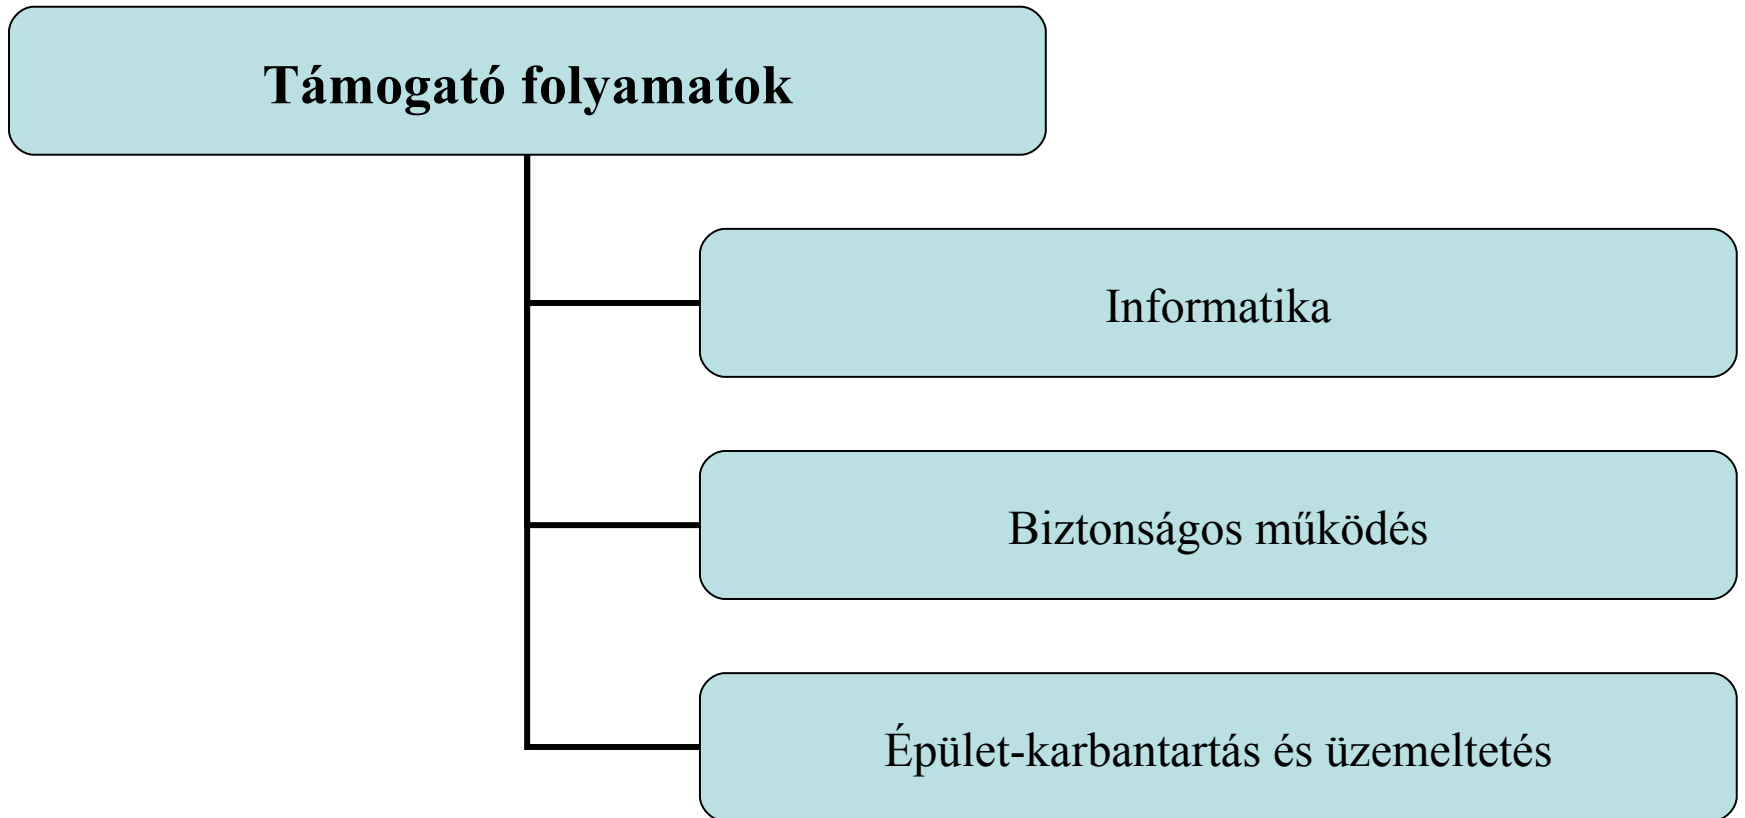 Támogató folyamatok
Informatika
Biztonságos működés
Épület-karbantartás és üzemeltetés